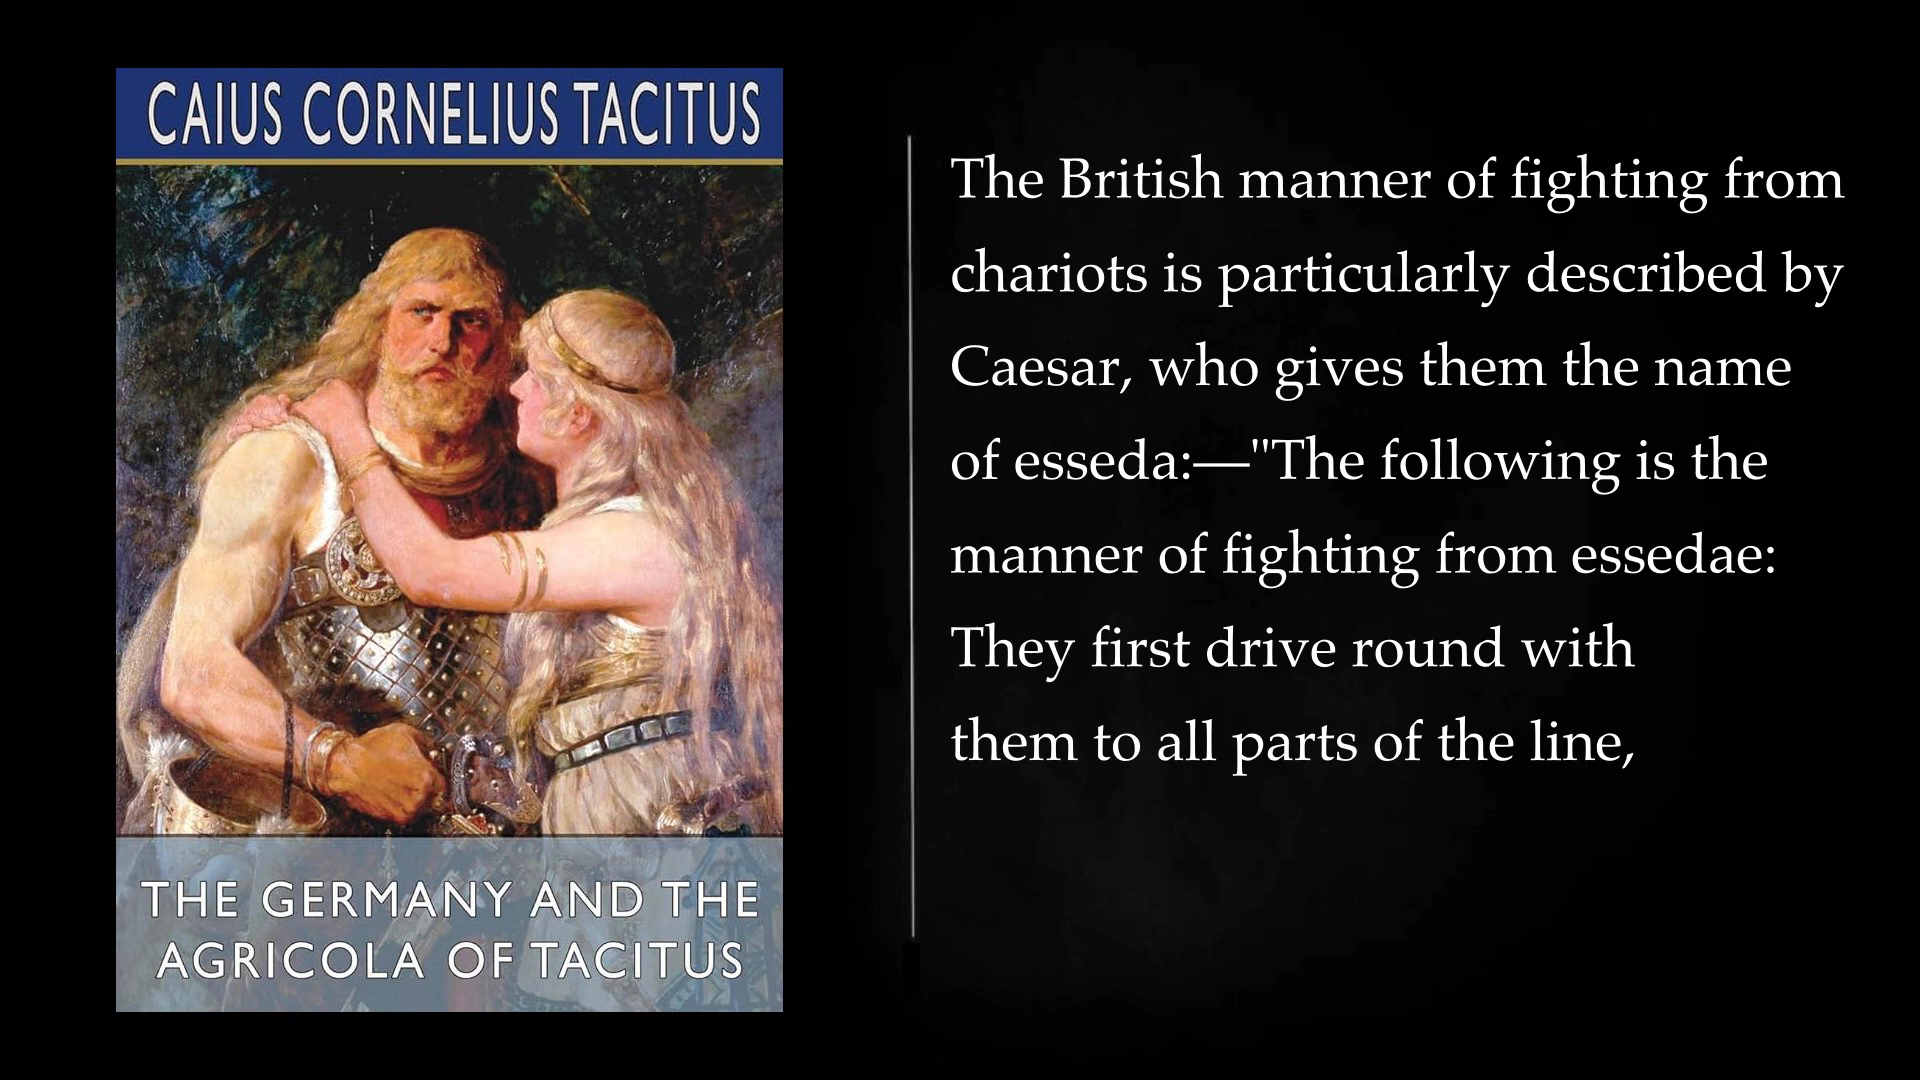 CAIUS CORNELIUS TACITUS
THE GERMANY AND THE
AGRICOLA OF TACITUS
The British manner of fighting from
chariots is particularly described by
Caesar, who gives them the name
of esseda:—"The following is the
manner of fighting from essedae:
They first drive round with
them to all parts of the line,